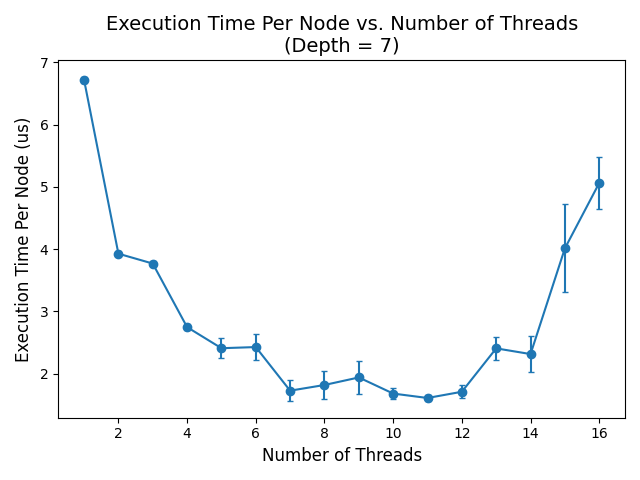 Execution Time Per Node vs. Number of Threads
(Depth = 7)
Execution Time Per Node (us)
7
6
5
4
3
2
2 4 6 8 10 12 14 16
Number of Threads